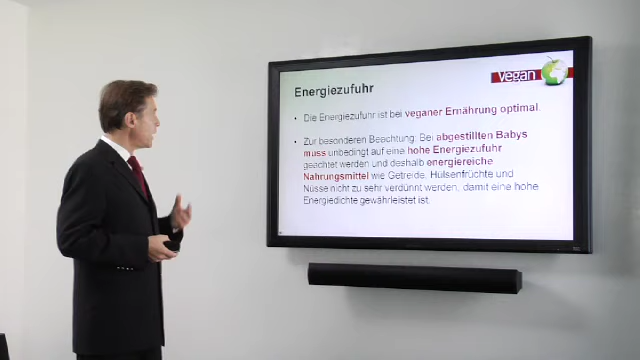 vegan
Energiezufuhr
• Die Energiezufuhr ist bei veganer Ernährung optimal.
• Zur besonderen Beachtung: Bei abgestillten Babys
muss unbedingt auf eine hohe Energiezufuhr
geachtet werden und deshalb energiereiche
Nahrungsmittel wie Getreide, Hülsenfrüchte und
Nüsse nicht zu sehr verdünnt werden, damit eine hohe
Energiedichte gewährleistet ist.